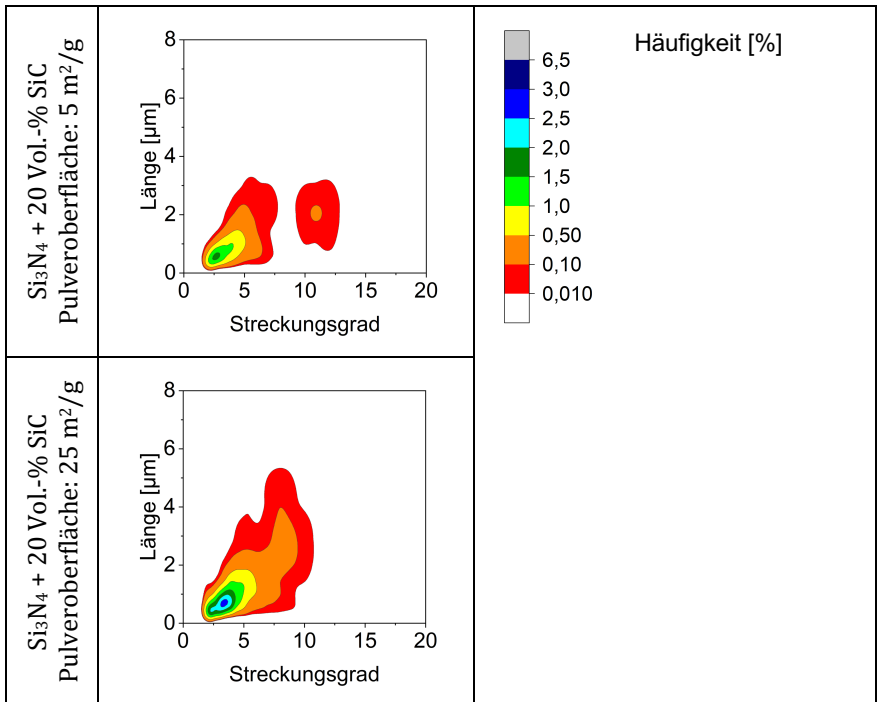 Si₃N₄ + 20 Vol.-% SiC
Pulveroberfläche: 5 m²/g
8
6
4
2
0
Länge [µm]
0 5 10 15 20
Streckungsgrad
Häufigkeit [%]
6,5
3,0
2,5
2,0
1,5
1,0
0,50
0,10
0,010
Si₃N₄ + 20 Vol.-% SiC
Pulveroberfläche: 25 m²/g
8
6
4
2
0
Länge [µm]
0 5 10 15 20
Streckungsgrad